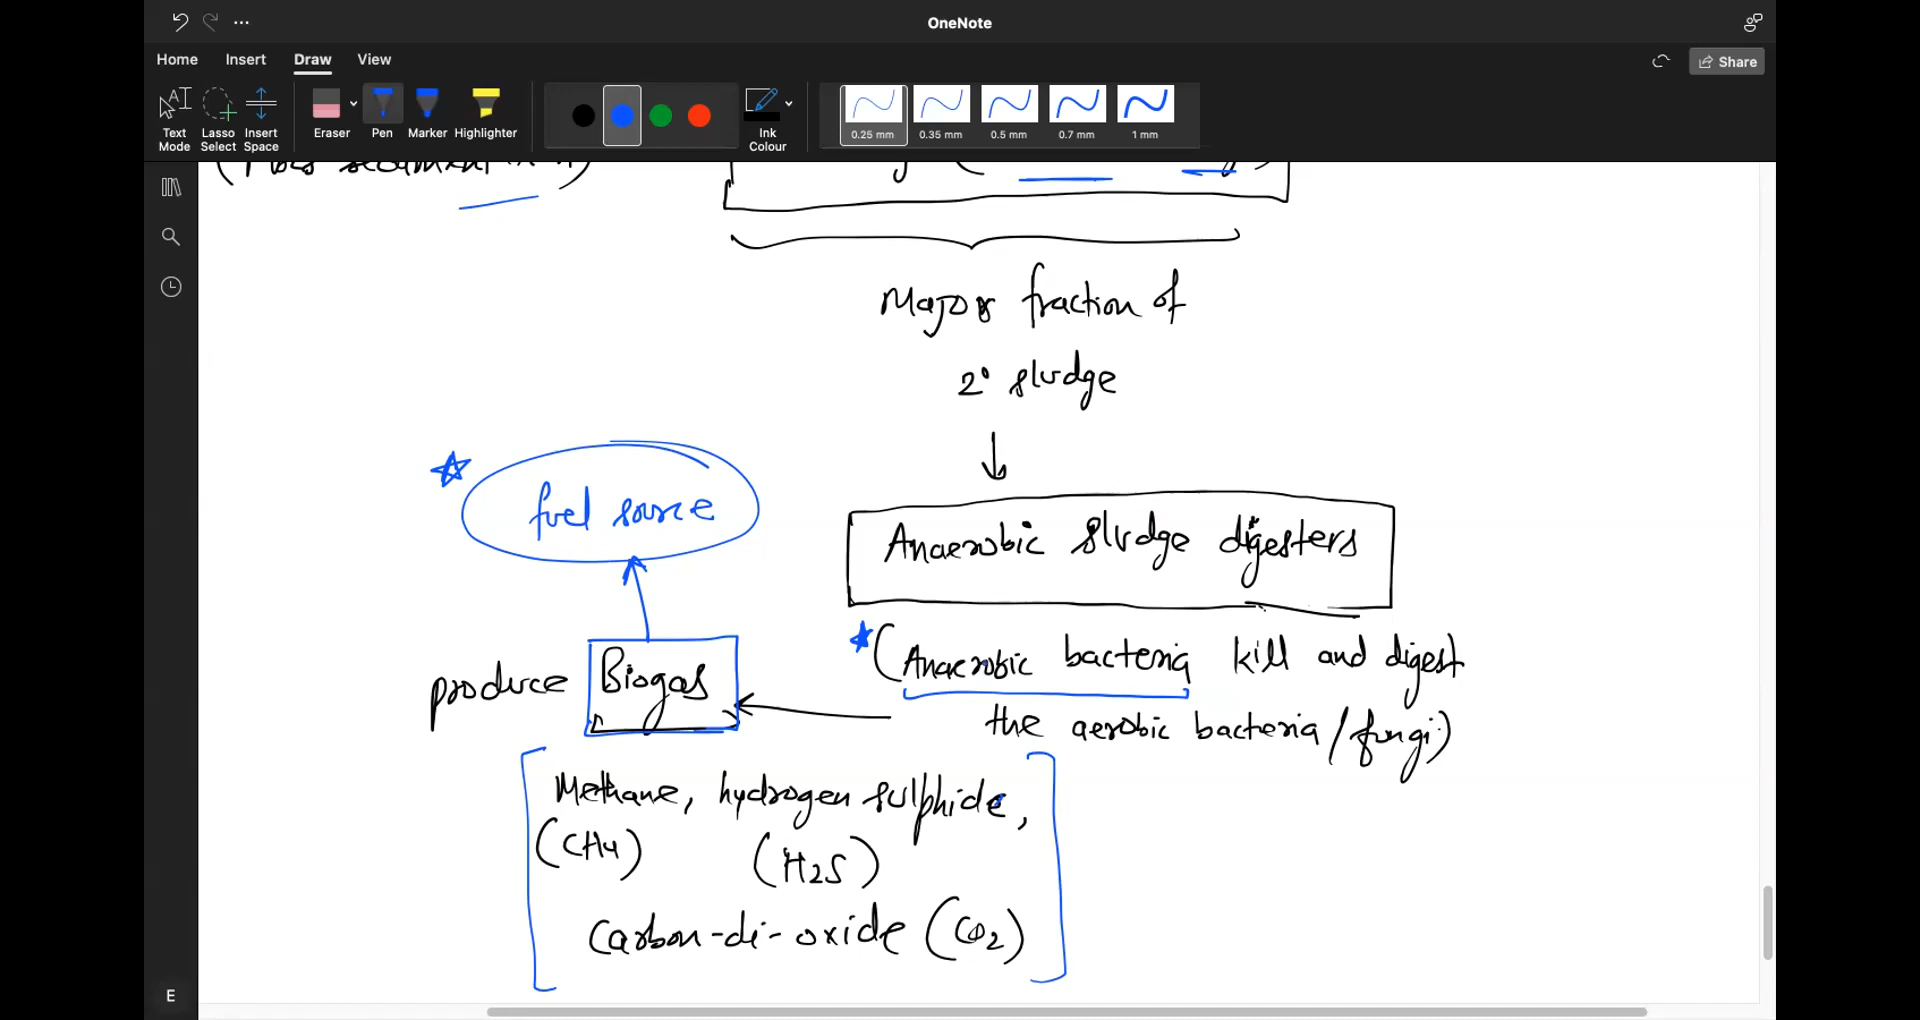 OneNote
Home Insert Draw View
Share
Text Mode
Lasso Select
Insert Space
Eraser
Pen
Marker
Highlighter
Ink Colour
0.25 mm
0.35 mm
0.5 mm
0.7 mm
1 mm
Major fraction of
2° sludge
fuel source
Anaerobic sludge digesters
(Anaerobic bacteria kill and digest
the aerobic bacteria/fungi)
produce Biogas
Methane, hydrogen sulphide,
(CH4) (H2S)
Carbon-di-oxide (CO2)
E